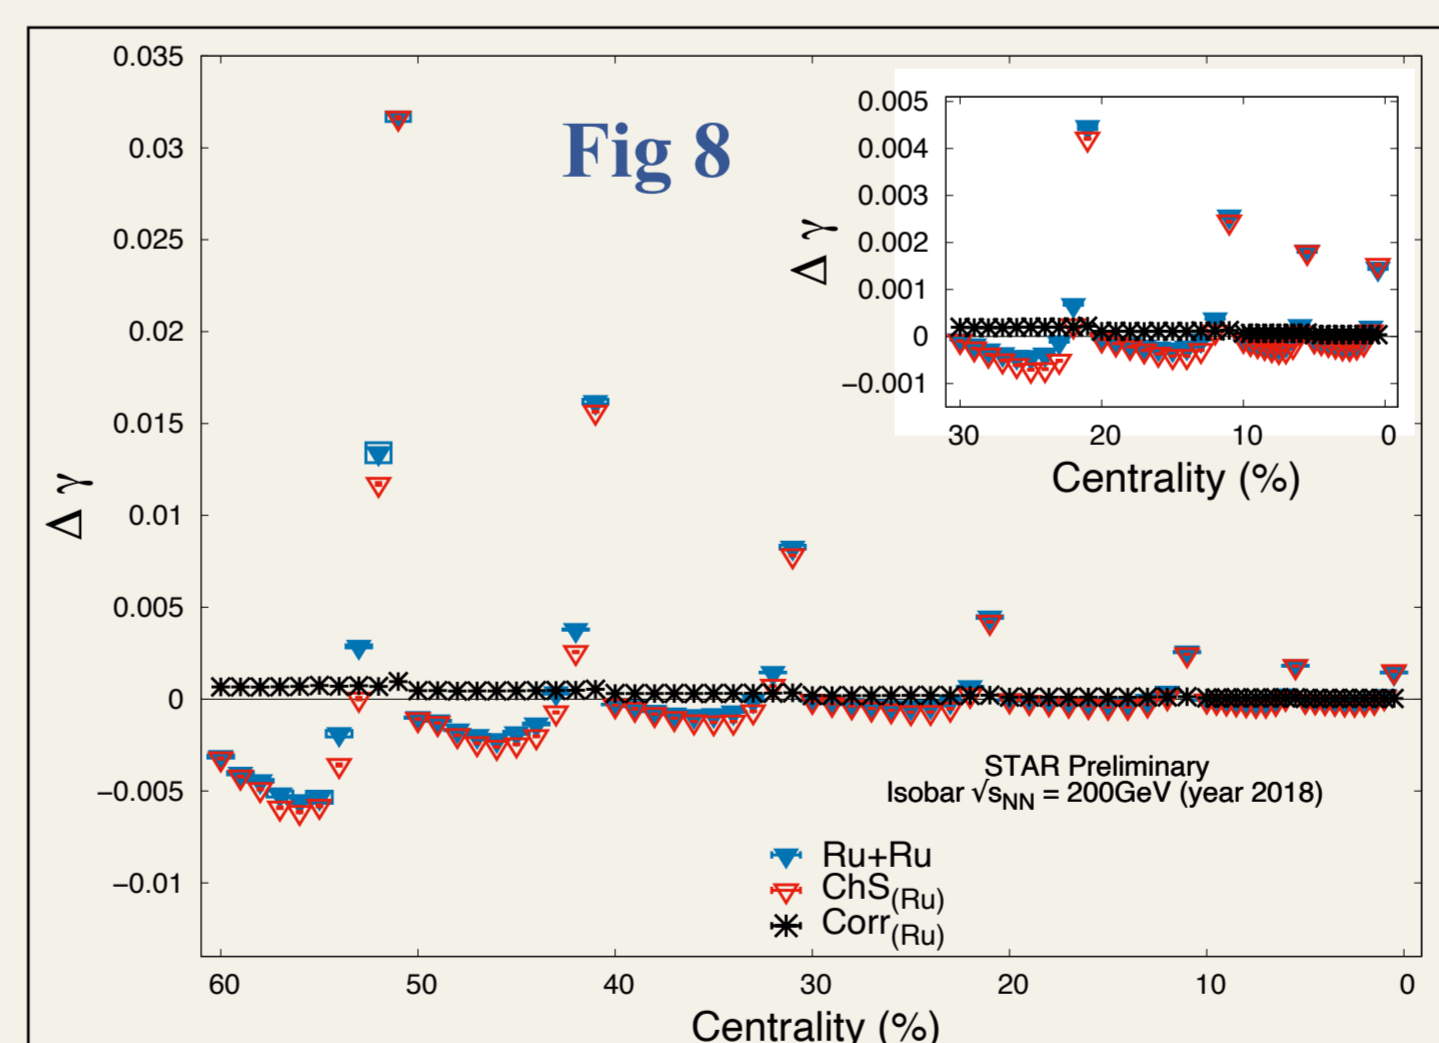 Fig 8
0.035
0.03
0.025
0.02
0.015
0.01
0.005
0
−0.005
−0.01
Δ γ
60 50 40 30 20 10 0
Centrality (%)
0.005
0.004
0.003
0.002
0.001
0
−0.001
Δ γ
30 20 10 0
Centrality (%)
STAR Preliminary
Isobar √sNN = 200GeV (year 2018)
Ru+Ru
ChS(Ru)
Corr(Ru)